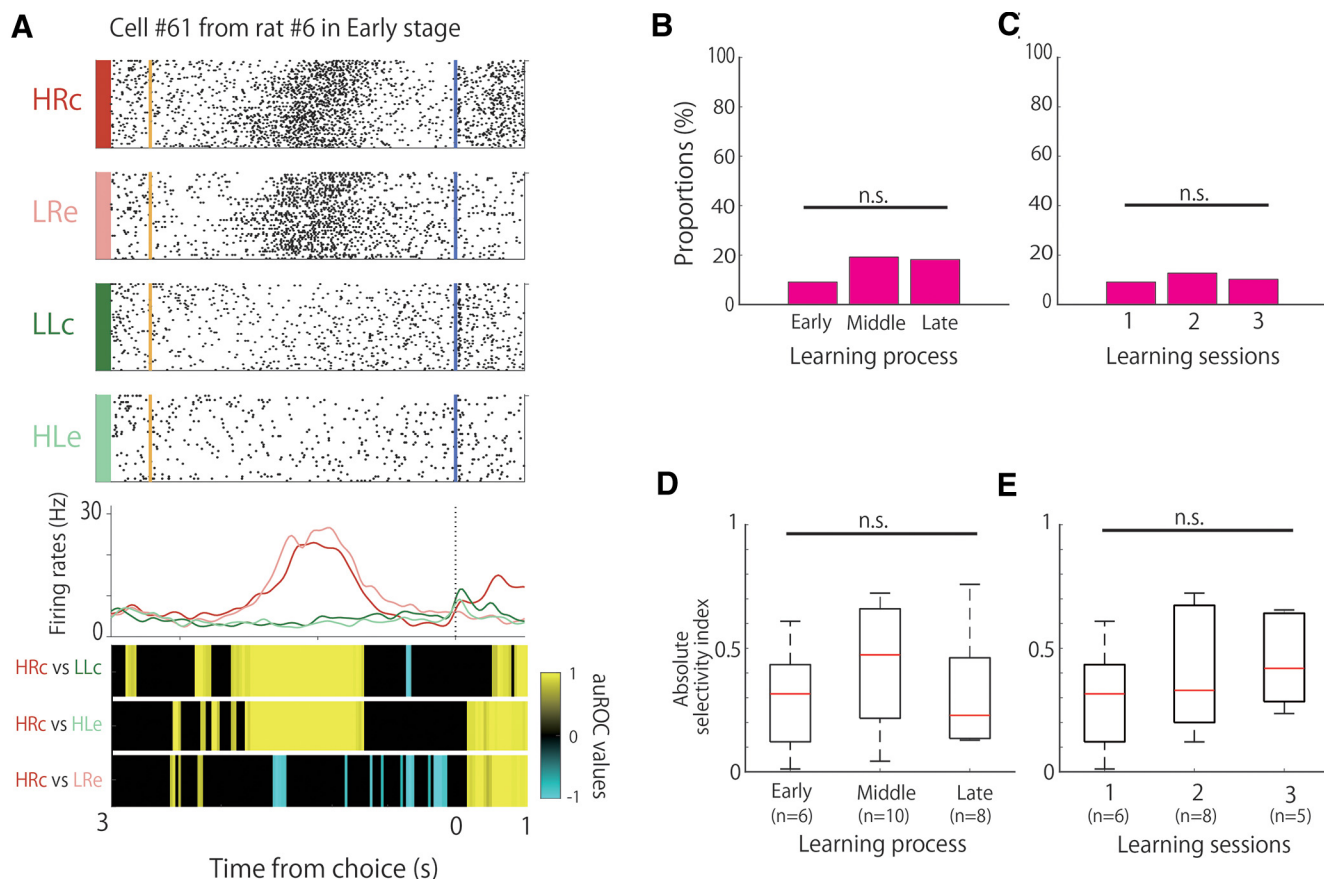 A
Cell #61 from rat #6 in Early stage
HRc
LRe
LLc
HLe
Firing rates (Hz)
30
0
HRc vs LLc
HRc vs HLe
HRc vs LRe
1
0
-1
auROC values
3
0
1
Time from choice (s)
B
Proportions (%)
100
80
60
40
20
0
n.s.
Early
Middle
Late
Learning process
C
100
80
60
40
20
0
n.s.
1
2
3
Learning sessions
D
Absolute
selectivity index
1
0.5
0
n.s.
Early
Middle
Late
(n=6)
(n=10)
(n=8)
Learning process
E
1
0.5
0
n.s.
1
2
3
(n=6)
(n=8)
(n=5)
Learning sessions